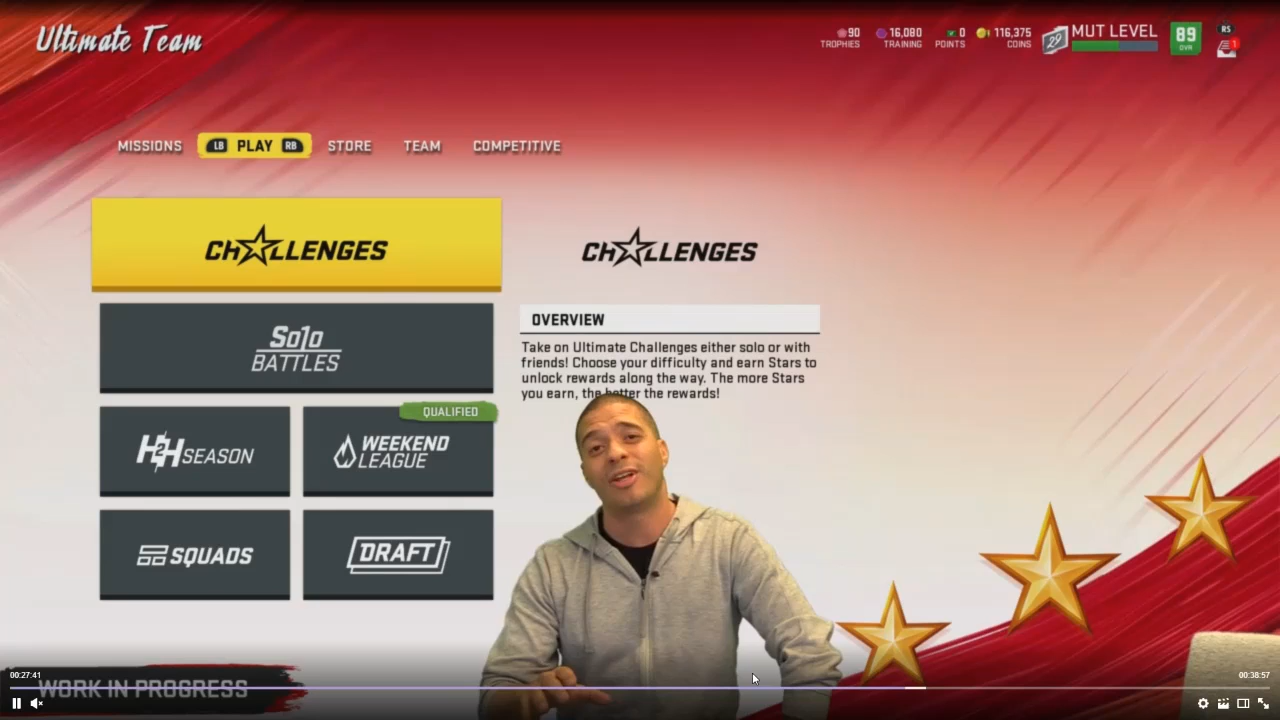 Ultimate Team
90
TROPHIES
16,080
TRAINING
0
POINTS
116,375
COINS
29
MUT LEVEL
89
OVR
RS
1
MISSIONS
LB PLAY RB
STORE
TEAM
COMPETITIVE
CHALLENGES
CHALLENGES
Solo
BATTLES
OVERVIEW
Take on Ultimate Challenges either solo or with
friends! Choose your difficulty and earn Stars to
unlock rewards along the way. The more Stars
you earn, the better the rewards!
QUALIFIED
H2H SEASON
WEEKEND
LEAGUE
SQUADS
DRAFT
00:27:41
00:38:57
WORK IN PROGRESS